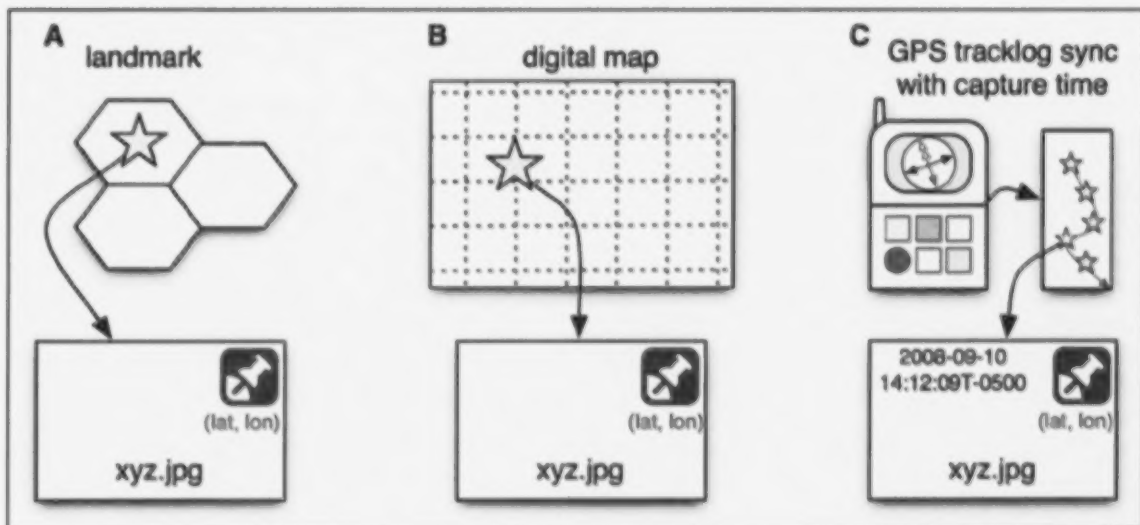 A
landmark
(lat, lon)
xyz.jpg
B
digital map
(lat, lon)
xyz.jpg
C
GPS tracklog sync
with capture time
2008-09-10
14:12:09T-0500
(lat, lon)
xyz.jpg